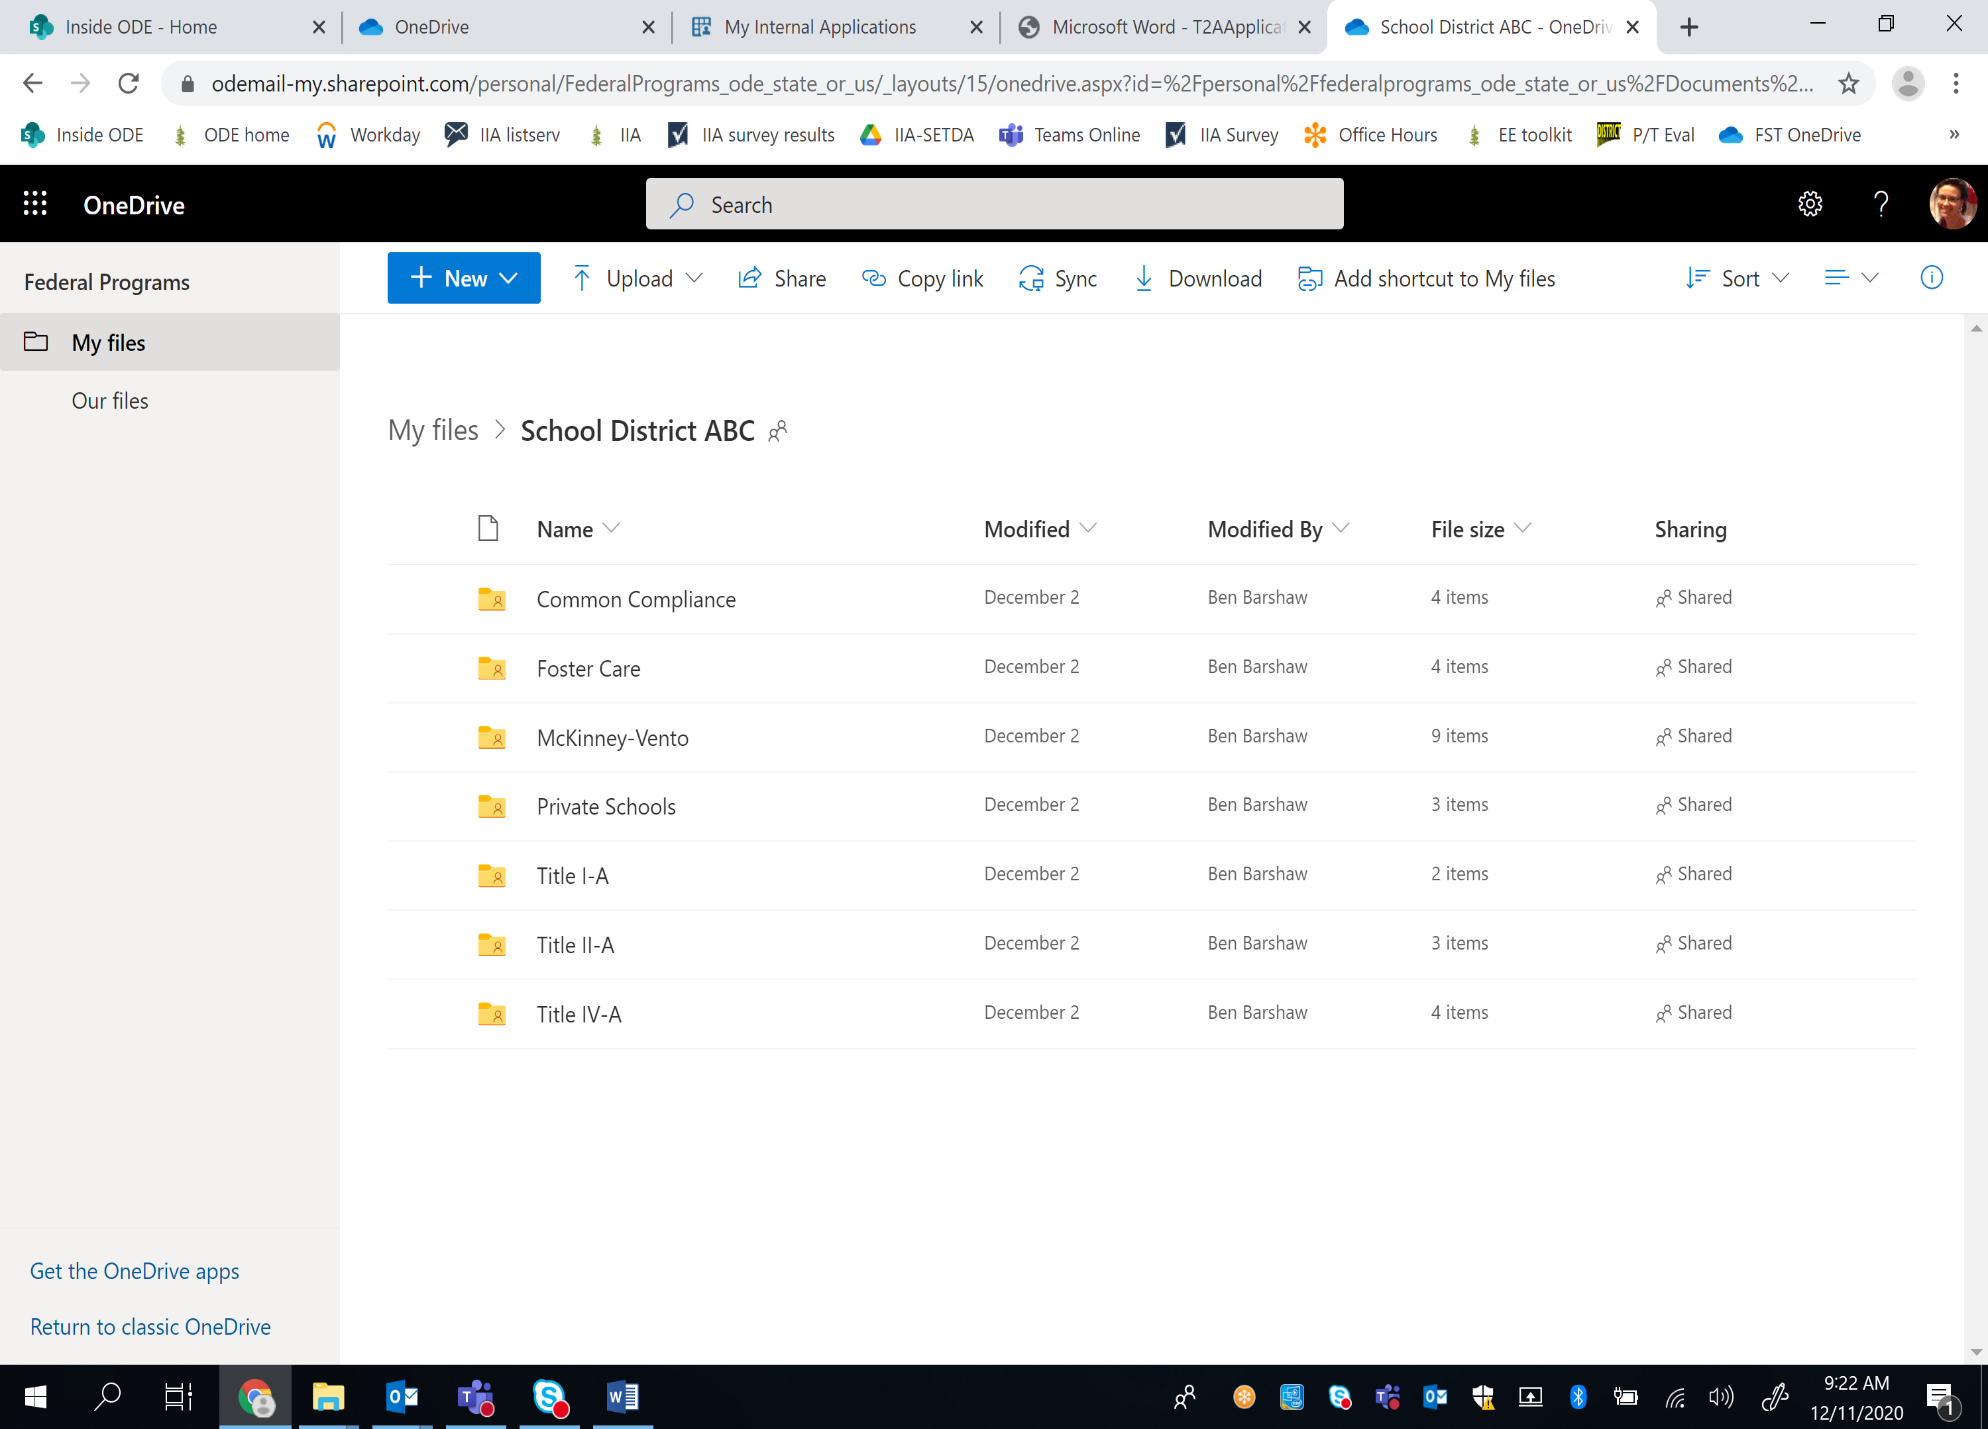 Inside ODE - Home
OneDrive
My Internal Applications
Microsoft Word - T2AApplica
School District ABC - OneDriv
odemail-my.sharepoint.com/personal/FederalPrograms_ode_state_or_us/_layouts/15/onedrive.aspx?id=%2Fpersonal%2Ffederalprograms_ode_state_or_us%2FDocuments%2...
Inside ODE
ODE home
Workday
IIA listserv
IIA
IIA survey results
IIA-SETDA
Teams Online
IIA Survey
Office Hours
EE toolkit
P/T Eval
FST OneDrive
»
OneDrive
Search
?
Federal Programs
+ New
Upload
Share
Copy link
Sync
Download
Add shortcut to My files
Sort
My files
Our files
My files > School District ABC
Name Modified Modified By File size Sharing
Common Compliance December 2 Ben Barshaw 4 items Shared
Foster Care December 2 Ben Barshaw 4 items Shared
McKinney-Vento December 2 Ben Barshaw 9 items Shared
Private Schools December 2 Ben Barshaw 3 items Shared
Title I-A December 2 Ben Barshaw 2 items Shared
Title II-A December 2 Ben Barshaw 3 items Shared
Title IV-A December 2 Ben Barshaw 4 items Shared
Get the OneDrive apps
Return to classic OneDrive
9:22 AM
12/11/2020
1